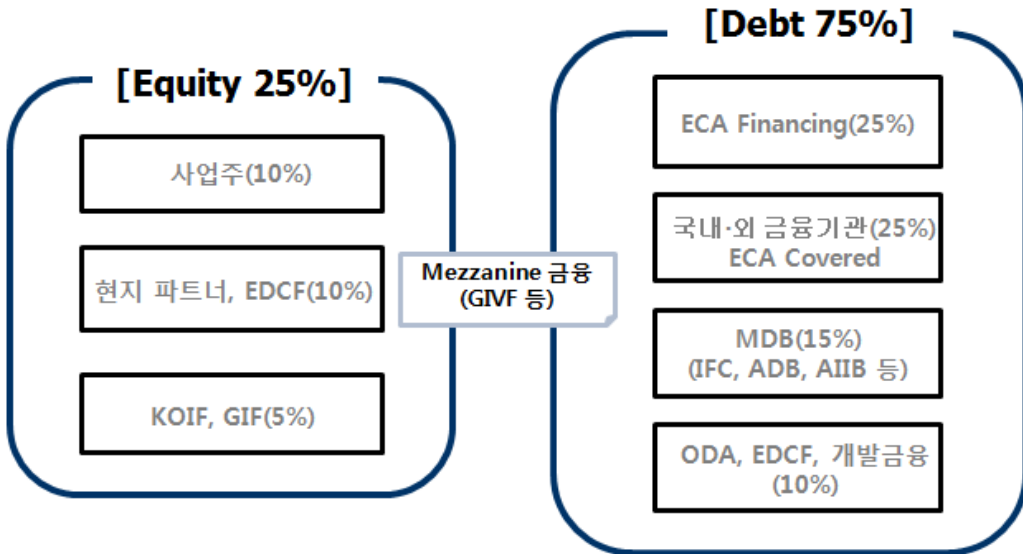 [Equity 25%]
사업주(10%)
현지 파트너, EDCF(10%)
KOIF, GIF(5%)
Mezzanine 금융
(GIVF 등)
[Debt 75%]
ECA Financing(25%)
국내·외 금융기관(25%)
ECA Covered
MDB(15%)
(IFC, ADB, AIIB 등)
ODA, EDCF, 개발금융
(10%)